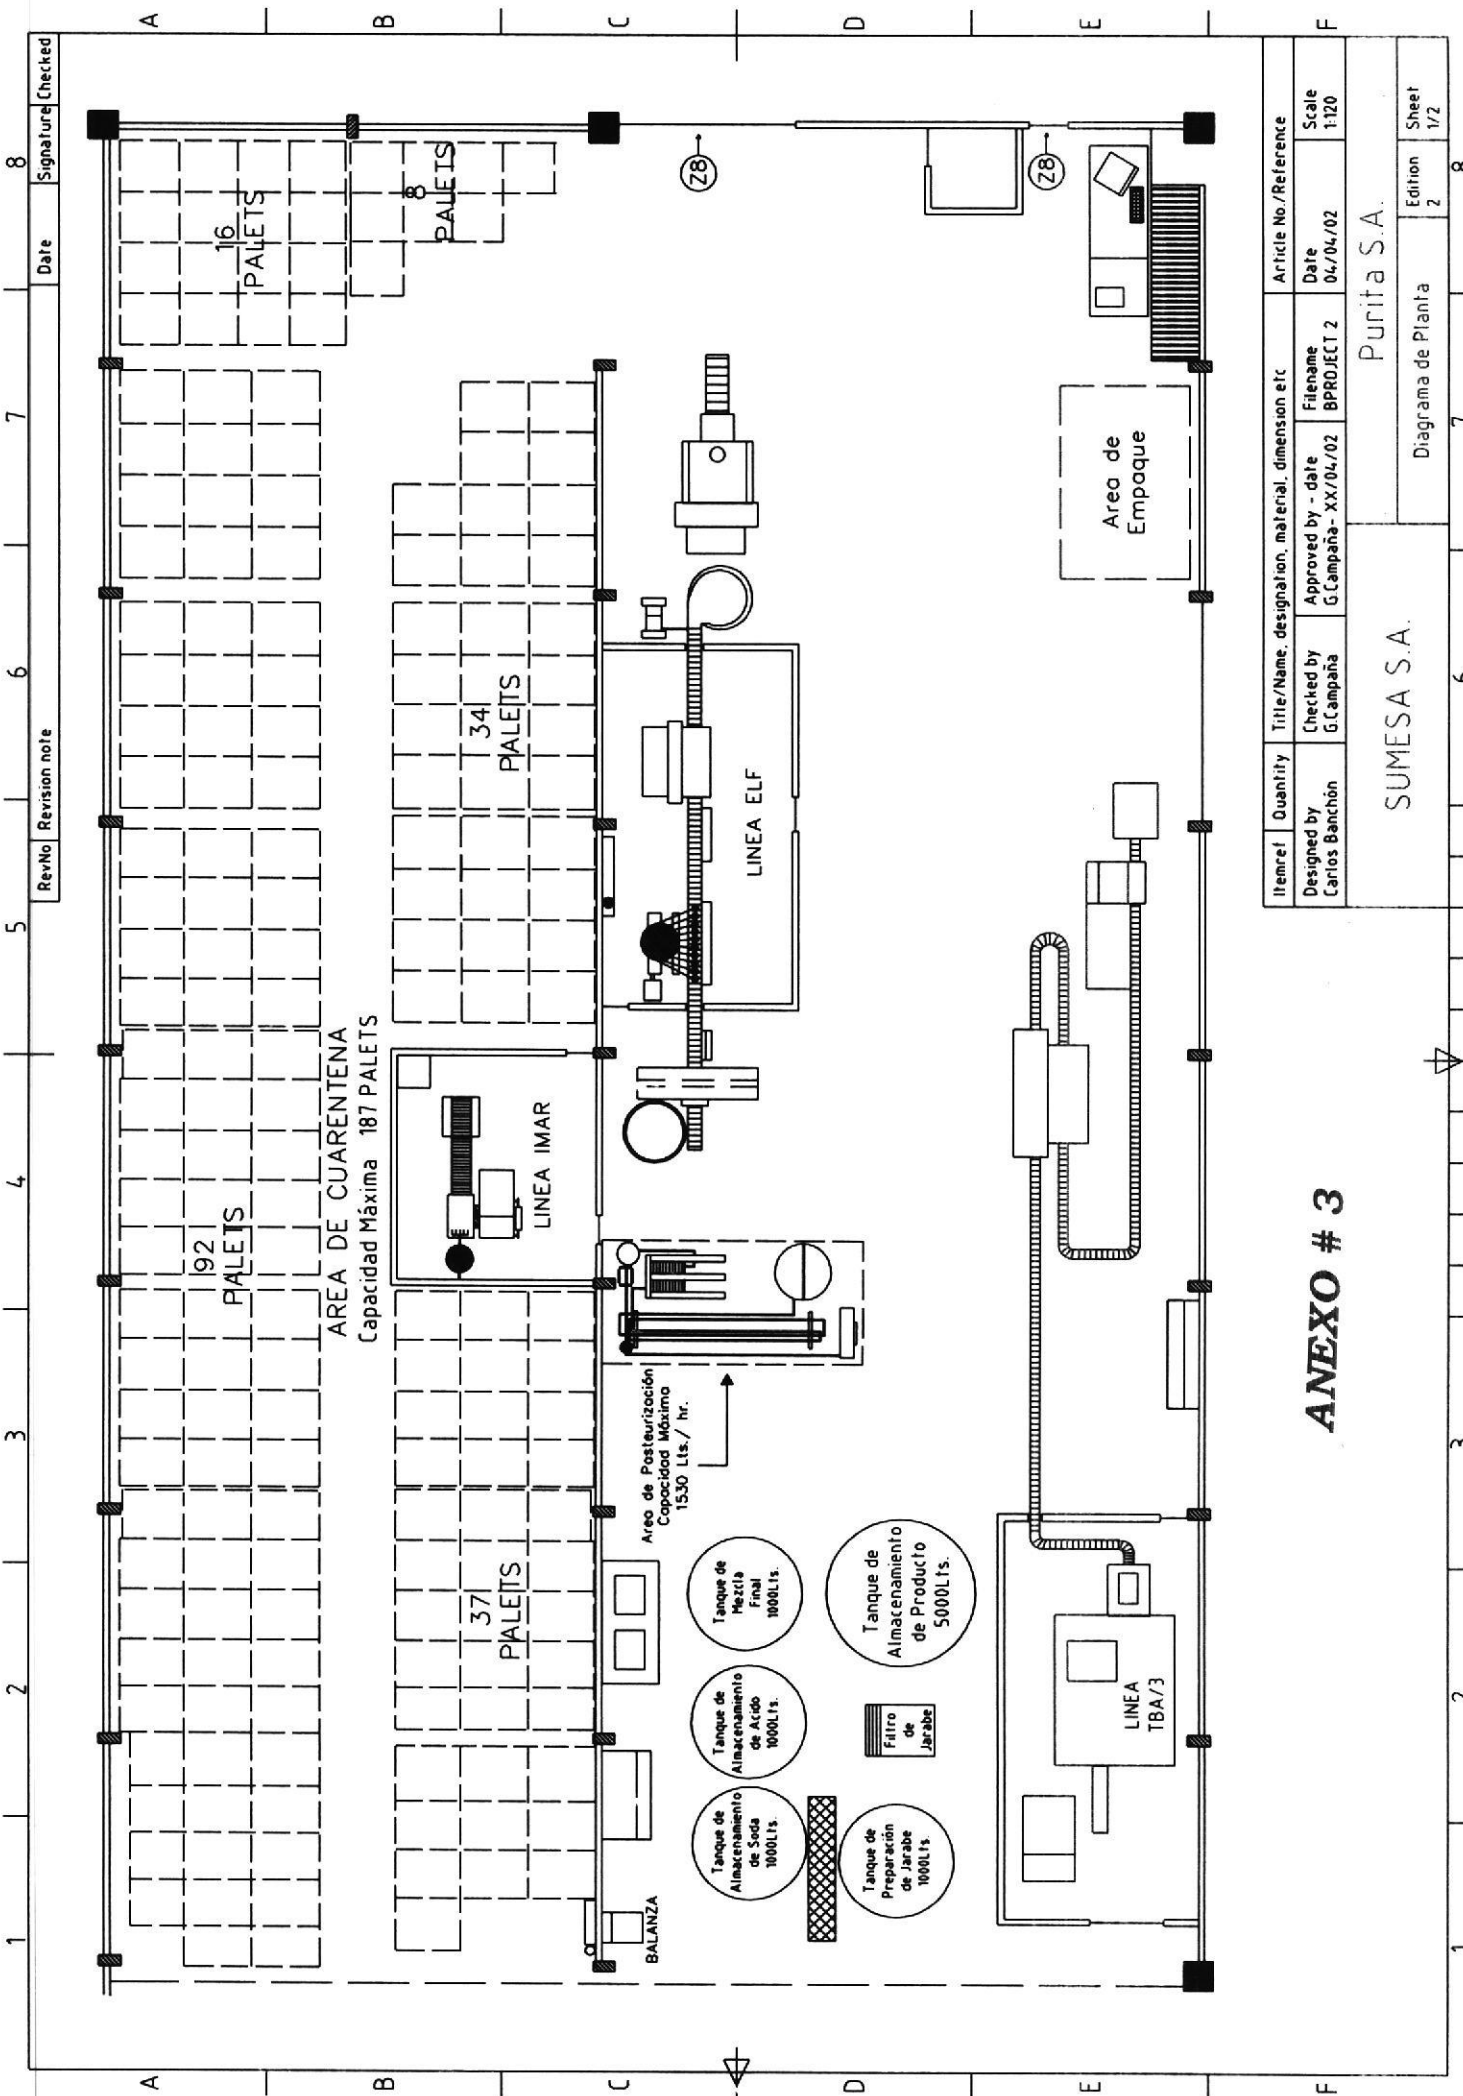 RevNo Revision note Date Signature Checked
1 2 3 4 5 6 7 8
A
B
C
D
E
F
A
B
C
D
E
F
92
PALETS
16
PALETS
8
PALETS
AREA DE CUARENTENA
Capacidad Máxima 187 PALETS
37
PALETS
34
PALETS
LINEA IMAR
BALANZA
Area de Pasteurización
Capacidad Máxima
1530 Lts./ hr.
LINEA ELF
Z8
Z8
Tanque de
Almacenamiento
de Soda
1000Lts.
Tanque de
Almacenamiento
de Acido
1000Lts.
Tanque de
Mezcla
Final
1000Lts.
Tanque de
Preparación
de Jarabe
1000Lts.
Filtro
de
Jarabe
Tanque de
Almacenamiento
de Producto
5000Lts.
LINEA
TBA/3
Area de
Empaque
ANEXO # 3
Itemref Quantity Title/Name, designation, material, dimension etc Article No./Reference
Designed by
Carlos Banchón
Checked by
G.Campaña
Approved by - date
G.Campaña- XX/04/02
Filename
BPROJECT 2
Date
04/04/02
Scale
1:120
SUMESA S.A.
Purita S.A.
Diagrama de Planta
Edition
2
Sheet
1/2
1 2 3 6 7 8